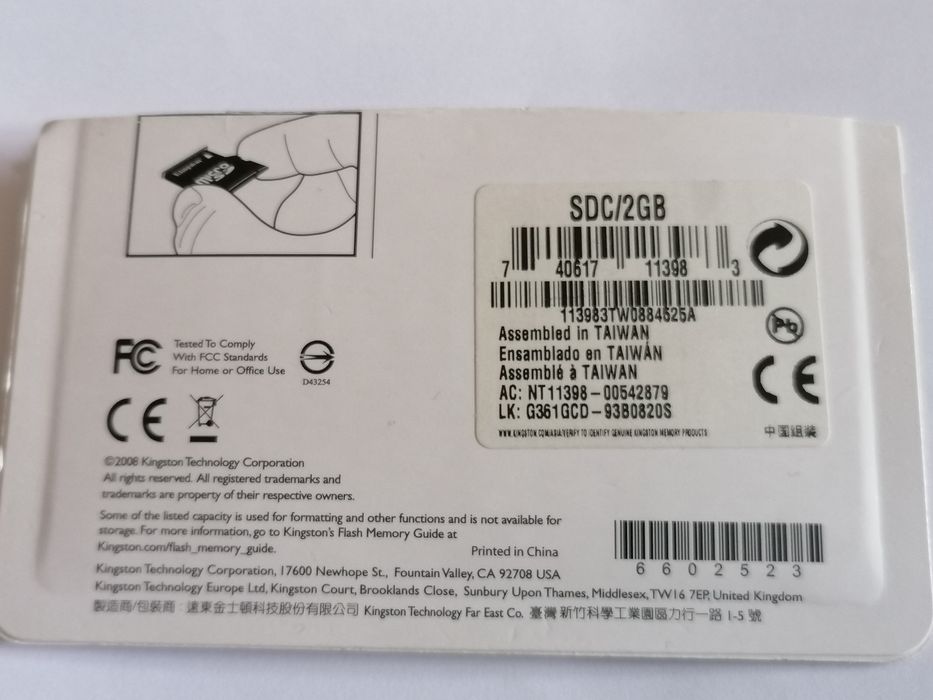 micro SD
SDC/2GB
7 40617 11398 3
113983TW0884525A
Assembled in TAIWAN
Ensamblado en TAIWÁN
Assemblé à TAIWAN
AC: NT11398-00542879
LK: G361GCD-93B0820S
WWW.KINGSTON.COM/ASIA/VERIFY TO IDENTIFY GENUINE KINGSTON MEMORY PRODUCTS
中国组装
Pb
CE
FC
Tested To Comply
With FCC Standards
For Home or Office Use
D43254
CE
©2008 Kingston Technology Corporation
All rights reserved. All registered trademarks and
trademarks are property of their respective owners.
Some of the listed capacity is used for formatting and other functions and is not available for
storage. For more information, go to Kingston's Flash Memory Guide at
Kingston.com/flash_memory_guide.
Printed in China
6602523
Kingston Technology Corporation, 17600 Newhope St., Fountain Valley, CA 92708 USA
Kingston Technology Europe Ltd, Kingston Court, Brooklands Close, Sunbury Upon Thames, Middlesex, TW16 7EP, United Kingdom
製造商/包裝商：遠東金士頓科技股份有限公司 Kingston Technology Far East Co. 臺灣 新竹科學工業園區力行一路 1-5 號